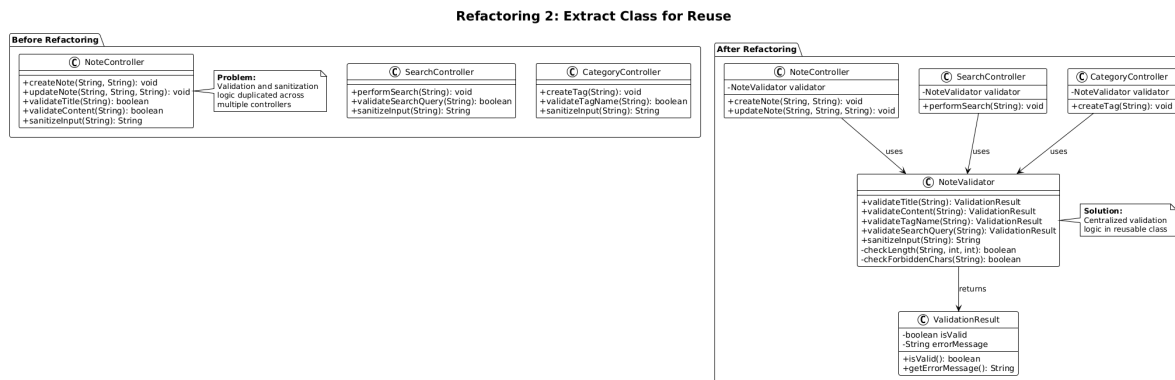 Refactoring 2: Extract Class for Reuse
Before Refactoring
C NoteController
+createNote(String, String): void
+updateNote(String, String, String): void
+validateTitle(String): boolean
+validateContent(String): boolean
+sanitizeInput(String): String
Problem:
Validation and sanitization
logic duplicated across
multiple controllers
C SearchController
+performSearch(String): void
+validateSearchQuery(String): boolean
+sanitizeInput(String): String
C CategoryController
+createTag(String): void
+validateTagName(String): boolean
+sanitizeInput(String): String
After Refactoring
C NoteController
-NoteValidator validator
+createNote(String, String): void
+updateNote(String, String, String): void
C SearchController
-NoteValidator validator
+performSearch(String): void
C CategoryController
-NoteValidator validator
+createTag(String): void
uses
uses
uses
C NoteValidator
+validateTitle(String): ValidationResult
+validateContent(String): ValidationResult
+validateTagName(String): ValidationResult
+validateSearchQuery(String): ValidationResult
+sanitizeInput(String): String
-checkLength(String, int, int): boolean
-checkForbiddenChars(String): boolean
Solution:
Centralized validation
logic in reusable class
returns
C ValidationResult
-boolean isValid
-String errorMessage
+isValid(): boolean
+getErrorMessage(): String